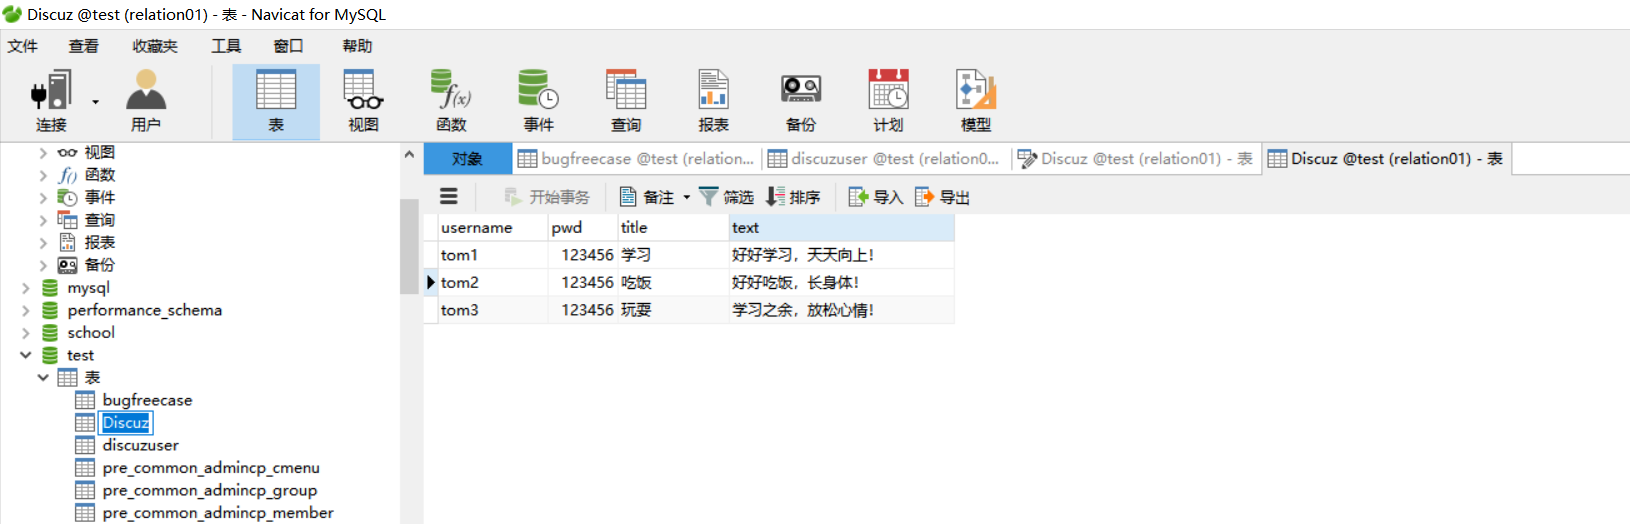 Discuz @test (relation01) - 表 - Navicat for MySQL
文件 查看 收藏夹 工具 窗口 帮助
f(x)
连接 用户 表 视图 函数 事件 查询 报表 备份 计划 模型
视图
f() 函数
事件
查询
报表
备份
mysql
performance_schema
school
test
表
bugfreecase
Discuz
discuzuser
pre_common_admincp_cmenu
pre_common_admincp_group
pre_common_admincp_member
对象 bugfreecase @test (relation... discuzuser @test (relation0... Discuz @test (relation01) - 表 Discuz @test (relation01) - 表
开始事务 备注 筛选 排序 导入 导出
username pwd title text
tom1 123456 学习 好好学习，天天向上！
tom2 123456 吃饭 好好吃饭，长身体！
tom3 123456 玩耍 学习之余，放松心情！